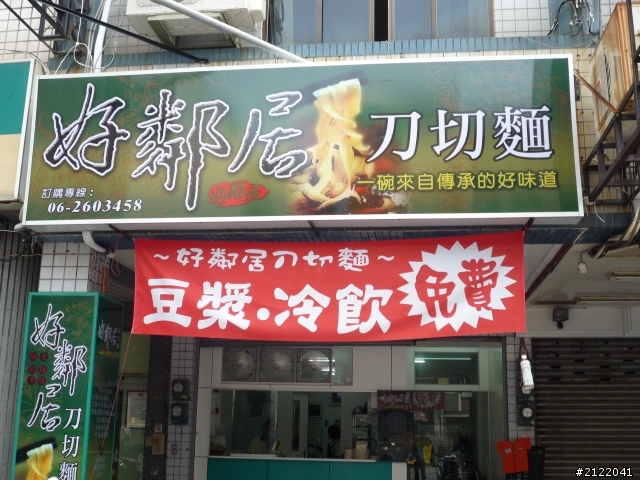 好鄰居 刀切麵
一碗來自傳承的好味道
訂購專線：
06-2603458
～好鄰居刀切麵～
豆漿·冷飲 免費
好鄰居
刀切麵
#2122041